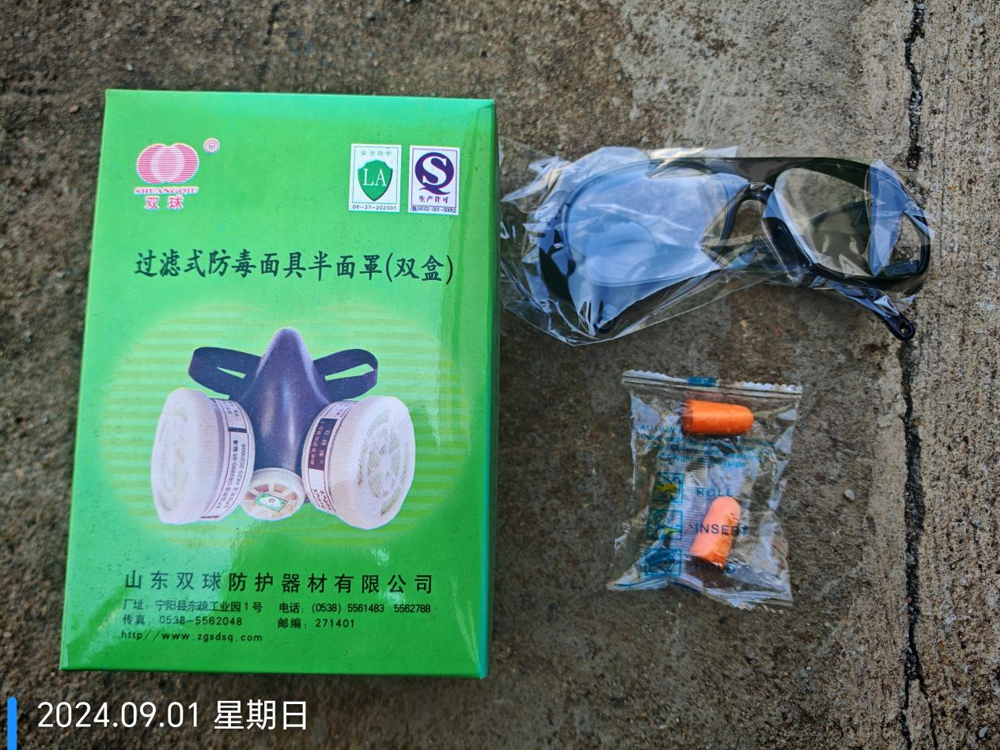 SHUANGQIU
双球
安全防护
LA
06-37-202001
S
生产许可
XK02-001-00052
过滤式防毒面具半面罩(双盒)
山东双球防护器材有限公司
厂址:宁阳县东疏工业园1号 电话:(0538) 5561483 5562788
传真:0538-5562048 邮编:271401
http://www.zgsdsq.com
CAUTION
ROLL
INSERT
HOLD
2024.09.01 星期日